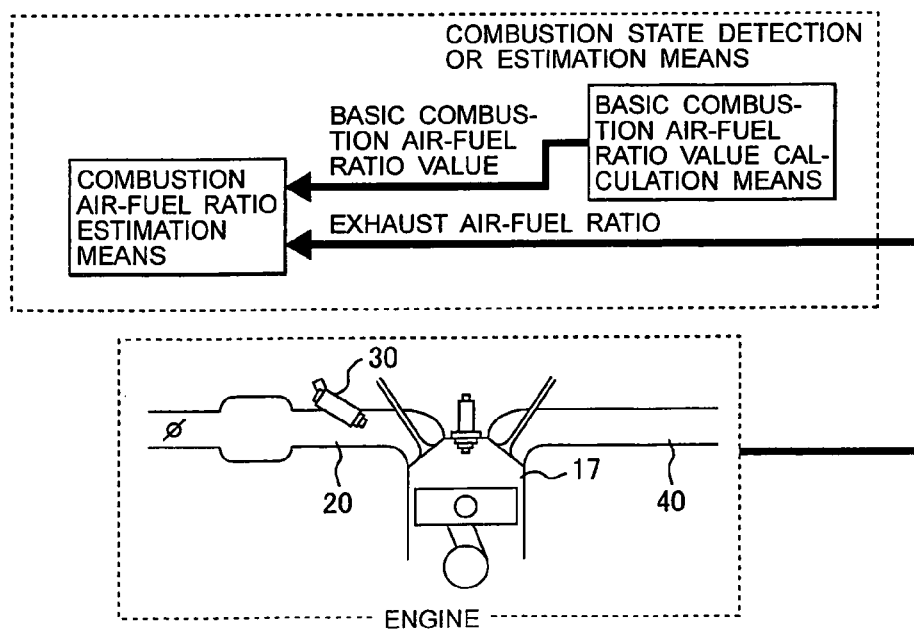 COMBUSTION STATE DETECTION
OR ESTIMATION MEANS
BASIC COMBUS-
TION AIR-FUEL
RATIO VALUE
BASIC COMBUS-
TION AIR-FUEL
RATIO VALUE CAL-
CULATION MEANS
COMBUSTION
AIR-FUEL RATIO
ESTIMATION
MEANS
EXHAUST AIR-FUEL RATIO
30
20
17
40
ENGINE